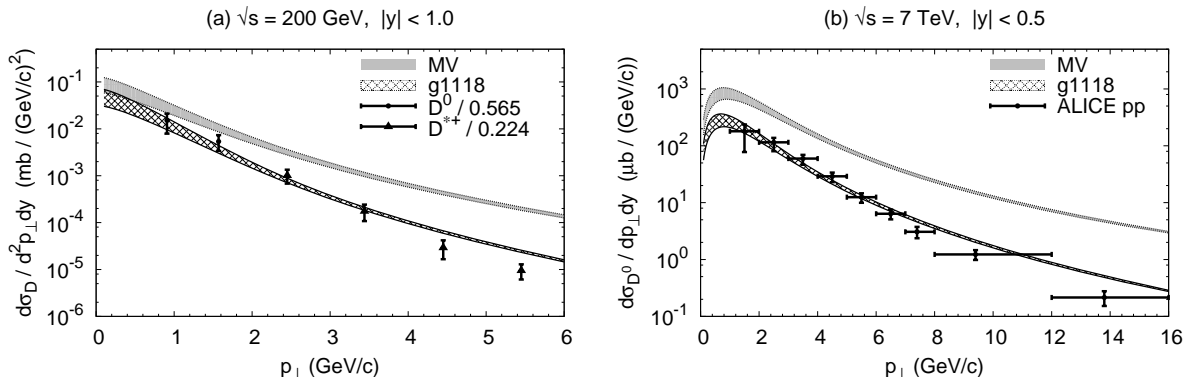 (a) √s = 200 GeV, |y| < 1.0
dσ_D / d²p_⊥dy (mb / (GeV/c)²)
10⁻¹
10⁻²
10⁻³
10⁻⁴
10⁻⁵
10⁻⁶
MV
g1118
D⁰ / 0.565
D*⁺ / 0.224
0 1 2 3 4 5 6
p_⊥ (GeV/c)
(b) √s = 7 TeV, |y| < 0.5
dσ_D⁰ / dp_⊥dy (μb / (GeV/c))
10³
10²
10¹
10⁰
10⁻¹
MV
g1118
ALICE pp
0 2 4 6 8 10 12 14 16
p_⊥ (GeV/c)